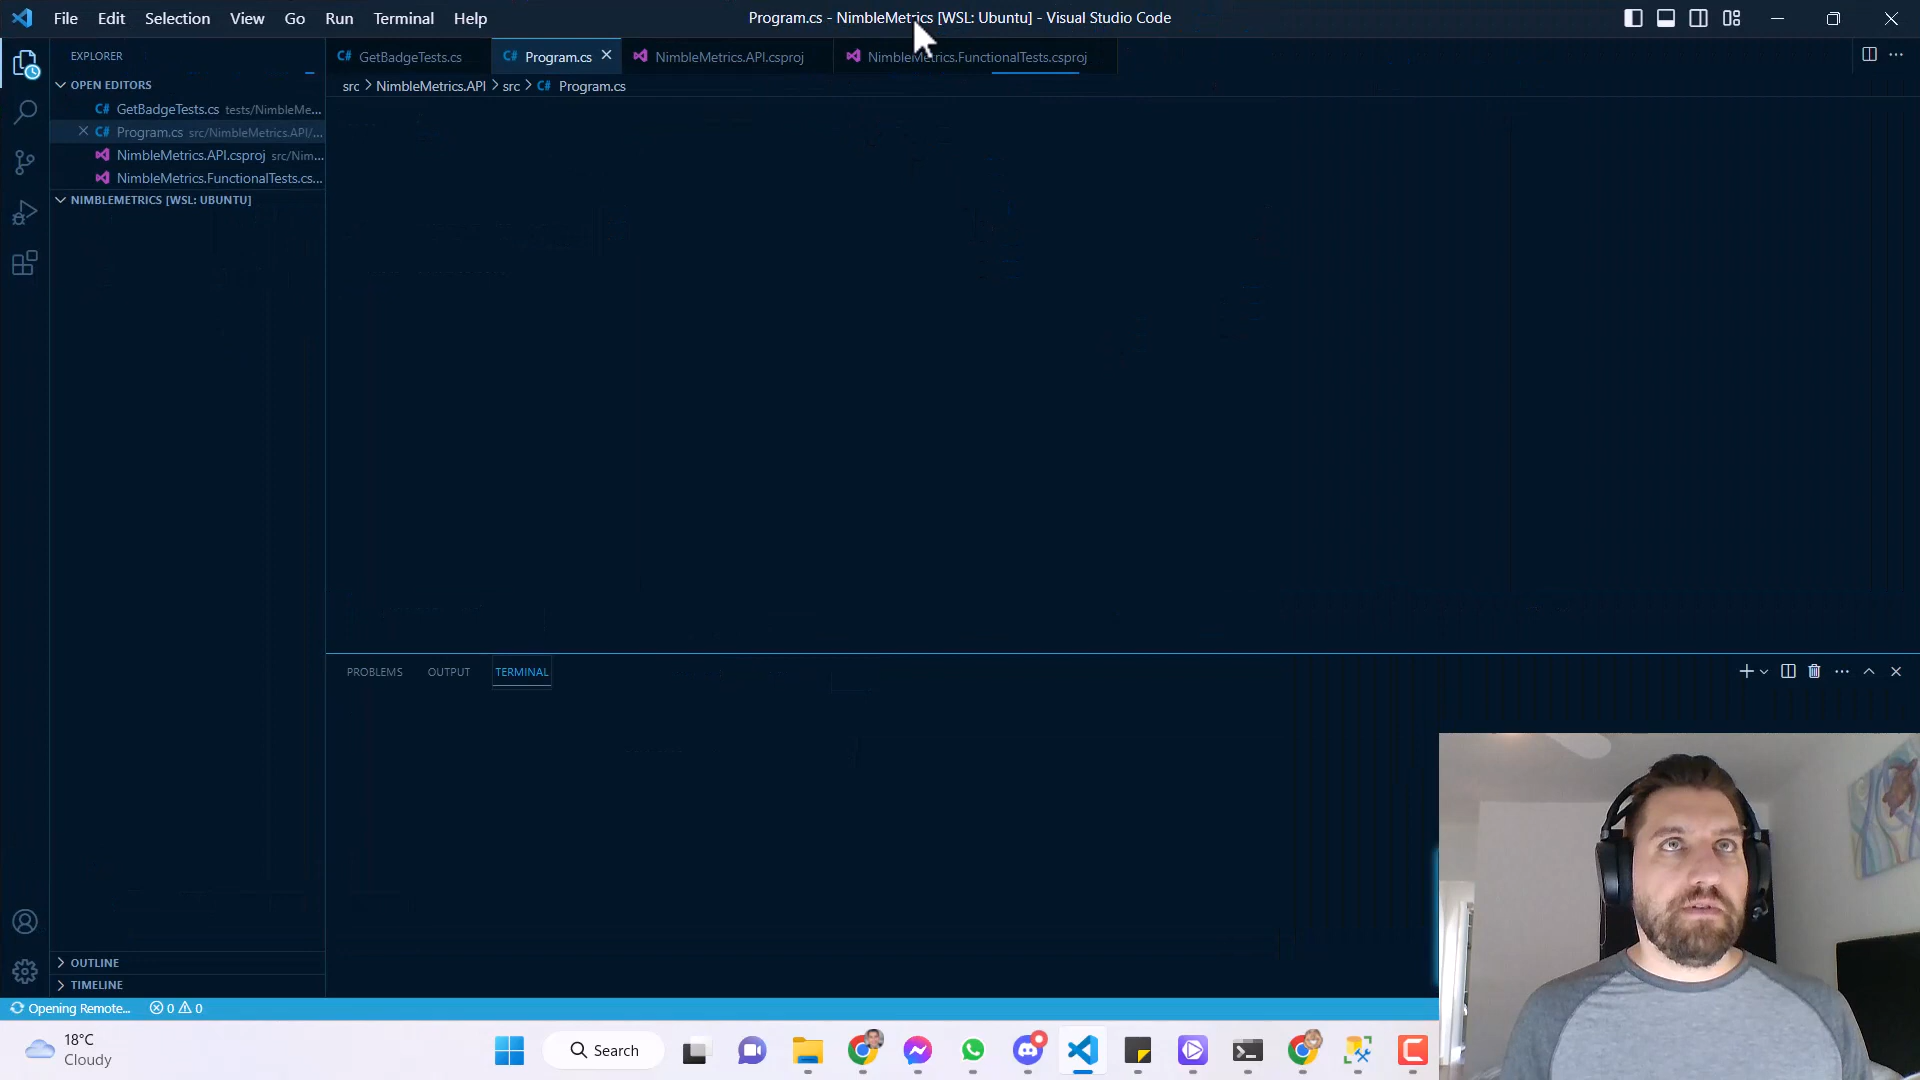 File Edit Selection View Go Run Terminal Help
Program.cs - NimbleMetrics [WSL: Ubuntu] - Visual Studio Code
EXPLORER
GetBadgeTests.cs
Program.cs
NimbleMetrics.API.csproj
NimbleMetrics.FunctionalTests.csproj
OPEN EDITORS
src > NimbleMetrics.API > src > C# Program.cs
C# GetBadgeTests.cs tests/NimbleMe...
C# Program.cs src/NimbleMetrics.API/...
NimbleMetrics.API.csproj src/Nim...
NimbleMetrics.FunctionalTests.cs...
NIMBLEMETRICS [WSL: UBUNTU]
PROBLEMS OUTPUT TERMINAL
OUTLINE
TIMELINE
Opening Remote... 0 0
18°C
Cloudy
Search